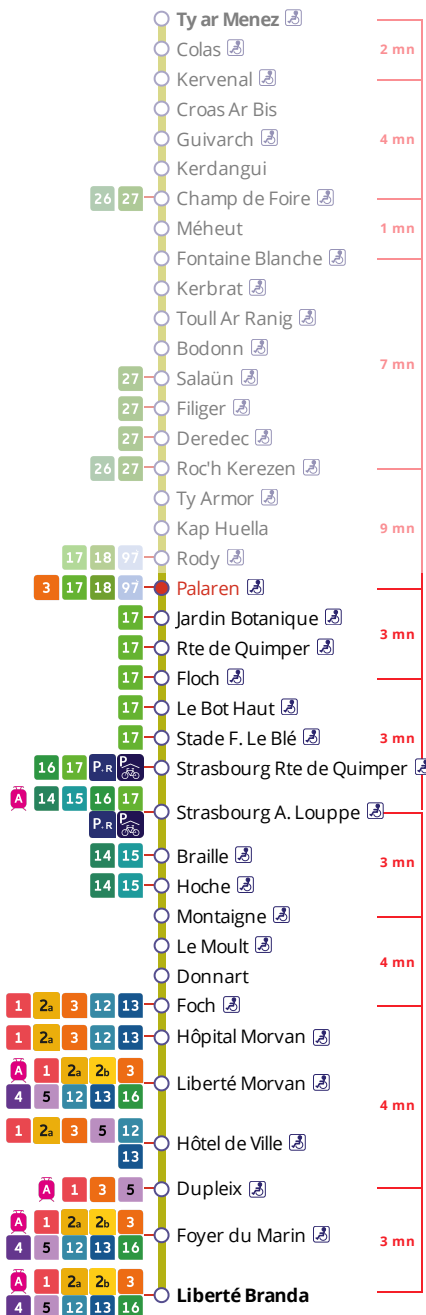 Ty ar Menez
Colas 2 mn
Kervenal
Croas Ar Bis
Guivarch 4 mn
Kerdangui
26 27 Champ de Foire
Méheut 1 mn
Fontaine Blanche
Kerbrat
Toull Ar Ranig
Bodonn
7 mn
27 Salaün
27 Filiger
27 Deredec
26 27 Roc'h Kerezen
Ty Armor
Kap Huella 9 mn
17 18 97 Rody
3 17 18 97 Palaren
17 Jardin Botanique
3 mn
17 Rte de Quimper
17 Floch
17 Le Bot Haut
17 Stade F. Le Blé 3 mn
16 17 P+R P Strasbourg Rte de Quimper
A 14 15 16 17
P+R P Strasbourg A. Louppe
14 15 Braille 3 mn
14 15 Hoche
Montaigne
Le Moult
4 mn
Donnart
1 2a 3 12 13 Foch
1 2a 3 12 13 Hôpital Morvan
A 1 2a 2b 3
4 5 12 13 16 Liberté Morvan
4 mn
1 2a 3 5 12
13 Hôtel de Ville
A 1 3 5 Dupleix
A 1 2a 2b 3
4 5 12 13 16 Foyer du Marin
3 mn
A 1 2a 2b 3
4 5 12 13 16 Liberté Branda